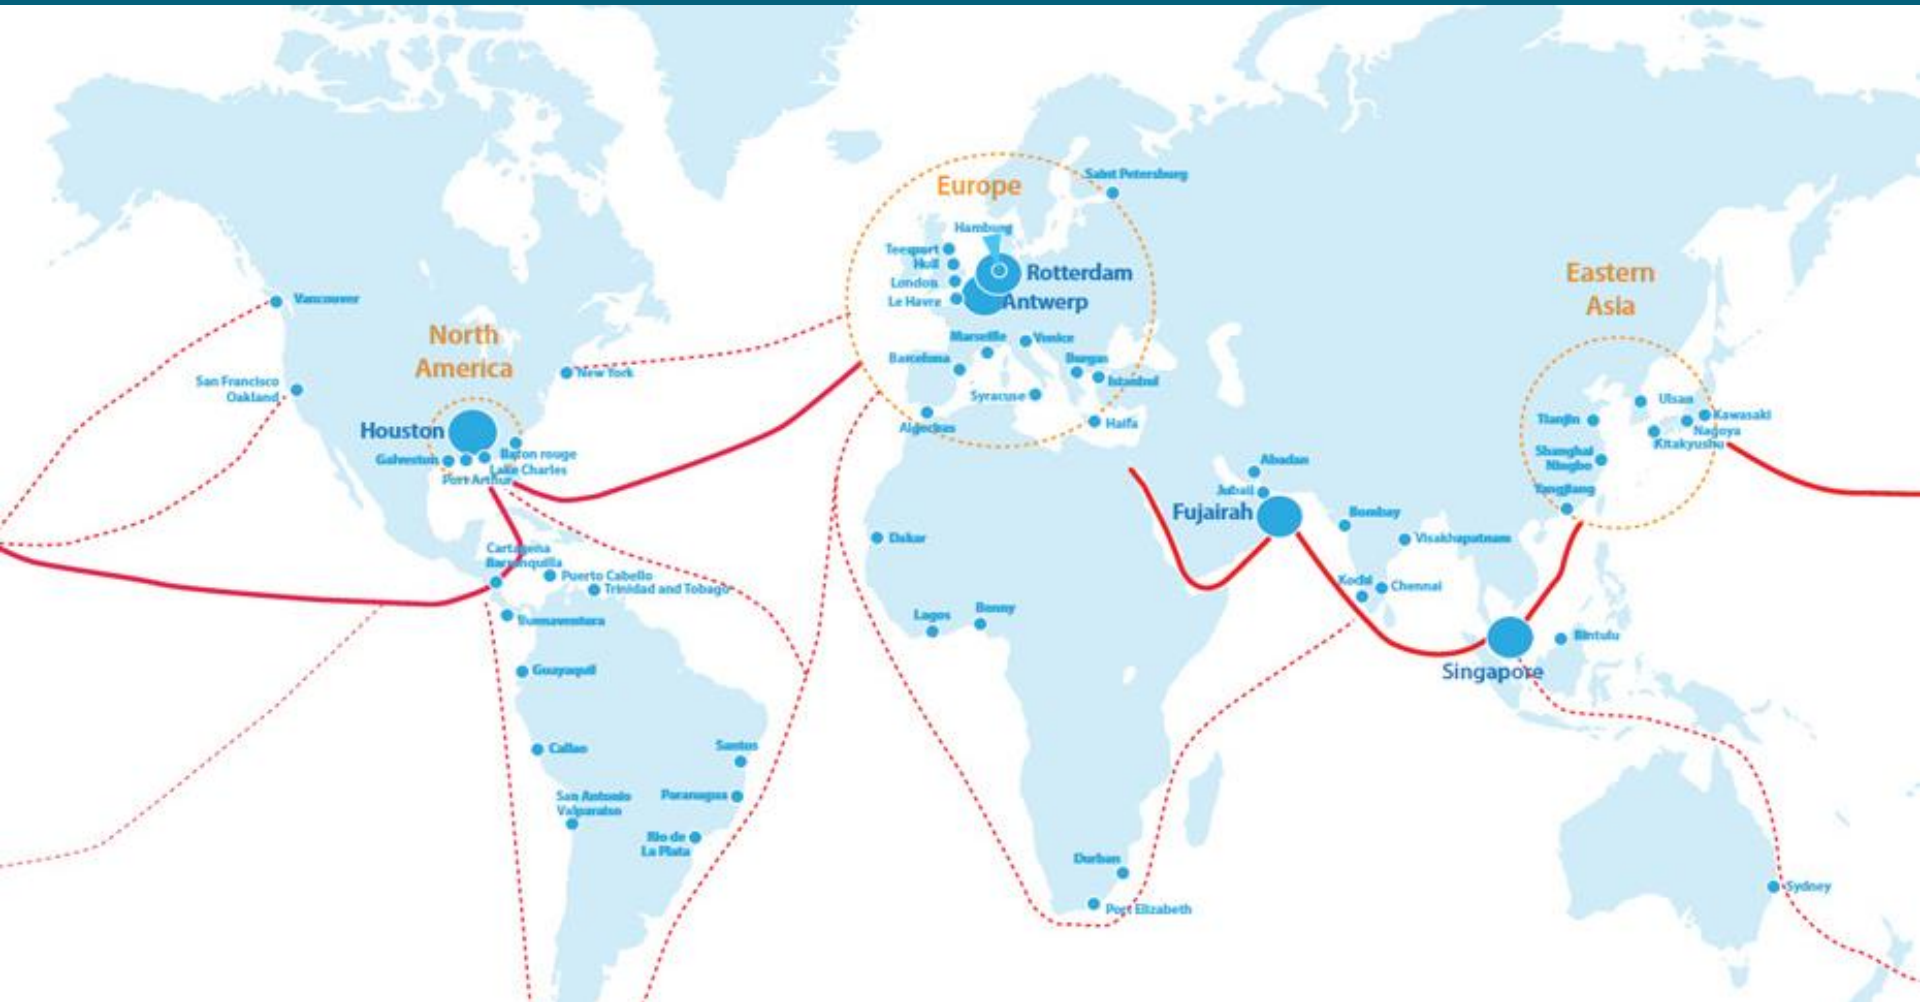 Europe
Saint Petersburg
Hamburg
Teesport
Hull
Rotterdam
London
Antwerp
Le Havre
Eastern
Asia
Vancouver
North
America
Marseille
Venice
Barcelona
Burgas
New York
Istanbul
San Francisco
Oakland
Syracuse
Ulsan
Tianjin
Kawasaki
Houston
Algeciras
Haifa
Nagoya
Kitakyushu
Galveston
Baton rouge
Lake Charles
Port Arthur
Abadan
Shanghai
Ningbo
Jubail
Yangjiang
Fujairah
Bombay
Dakar
Visakhapatnam
Cartagena
Barranquilla
Puerto Cabello
Trinidad and Tobago
Kochi
Chennai
Lagos
Bonny
Buenaventura
Bintulu
Guayaquil
Singapore
Callao
Santos
San Antonio
Valparaiso
Paranagua
Rio de
La Plata
Durban
Sydney
Port Elizabeth